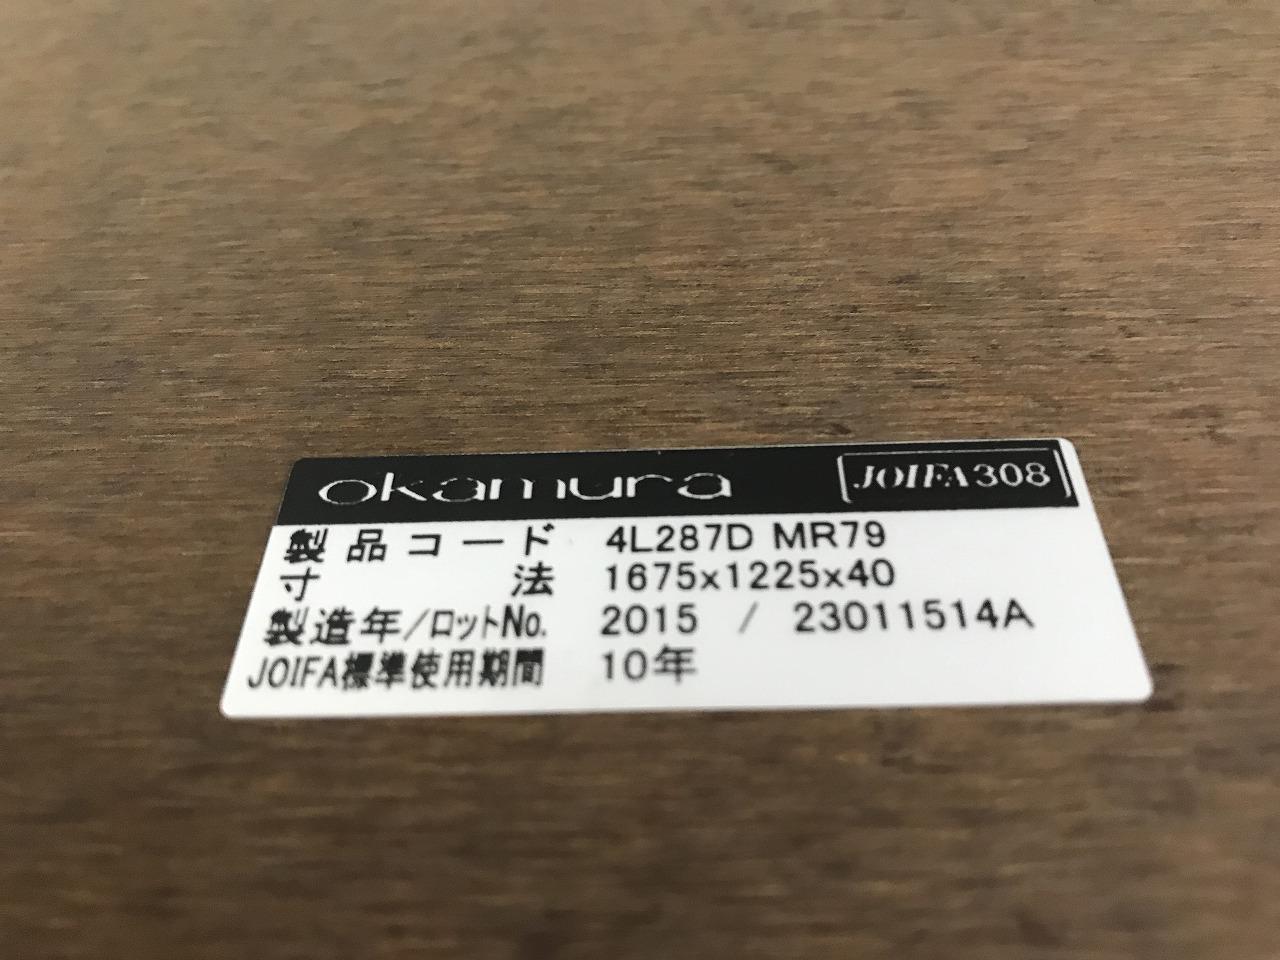 okamura JOIFA308
製品コード 4L287D MR79
寸法 1675x1225x40
製造年/ロットNo. 2015 / 23011514A
JOIFA標準使用期間 10年